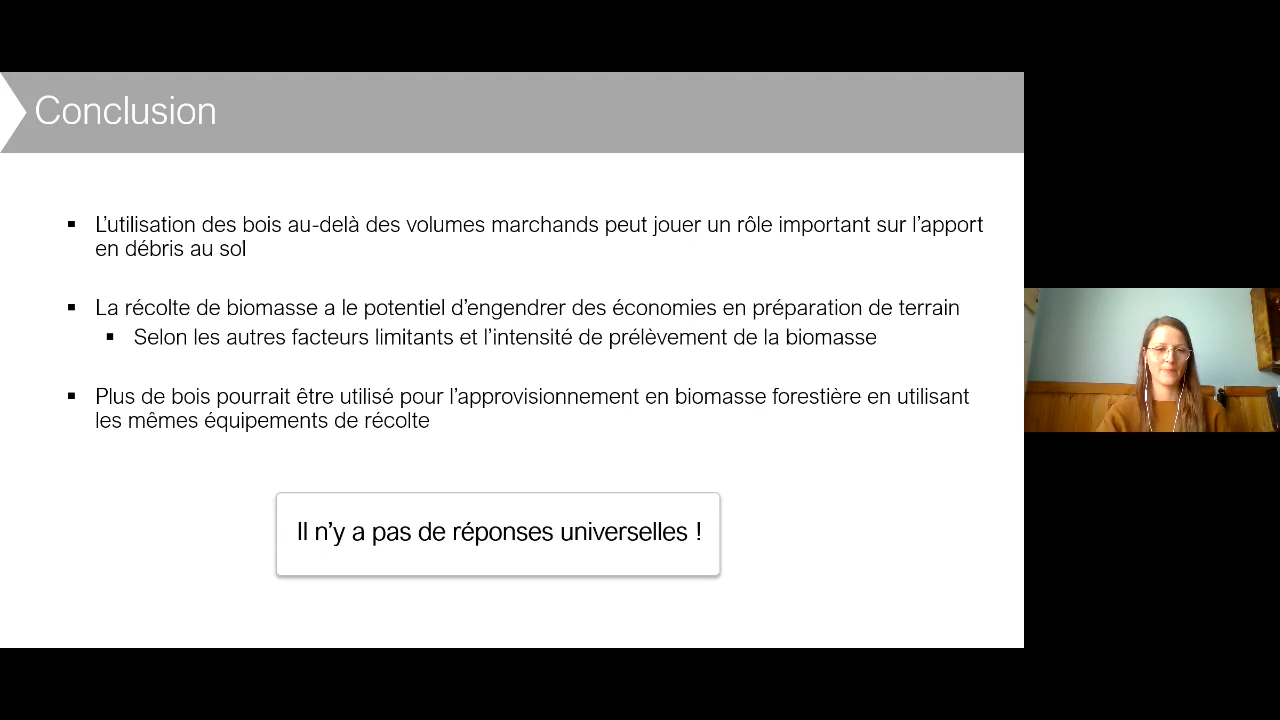 Conclusion
▪ L'utilisation des bois au-delà des volumes marchands peut jouer un rôle important sur l'apport
en débris au sol
▪ La récolte de biomasse a le potentiel d'engendrer des économies en préparation de terrain
▪ Selon les autres facteurs limitants et l'intensité de prélèvement de la biomasse
▪ Plus de bois pourrait être utilisé pour l'approvisionnement en biomasse forestière en utilisant
les mêmes équipements de récolte
Il n'y a pas de réponses universelles !